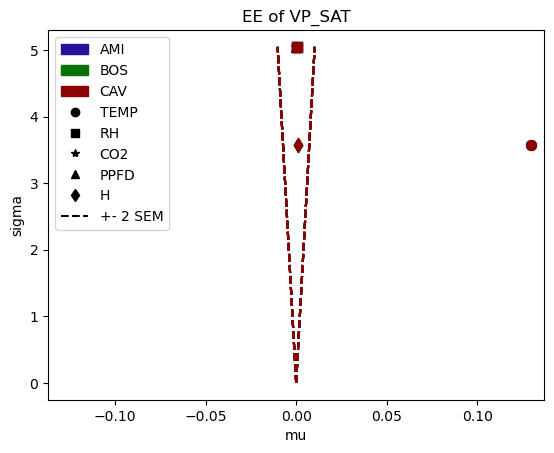 EE of VP_SAT
AMI
BOS
CAV
TEMP
RH
CO2
PPFD
H
+- 2 SEM
sigma
5
4
3
2
1
0
−0.10
−0.05
0.00
0.05
0.10
mu